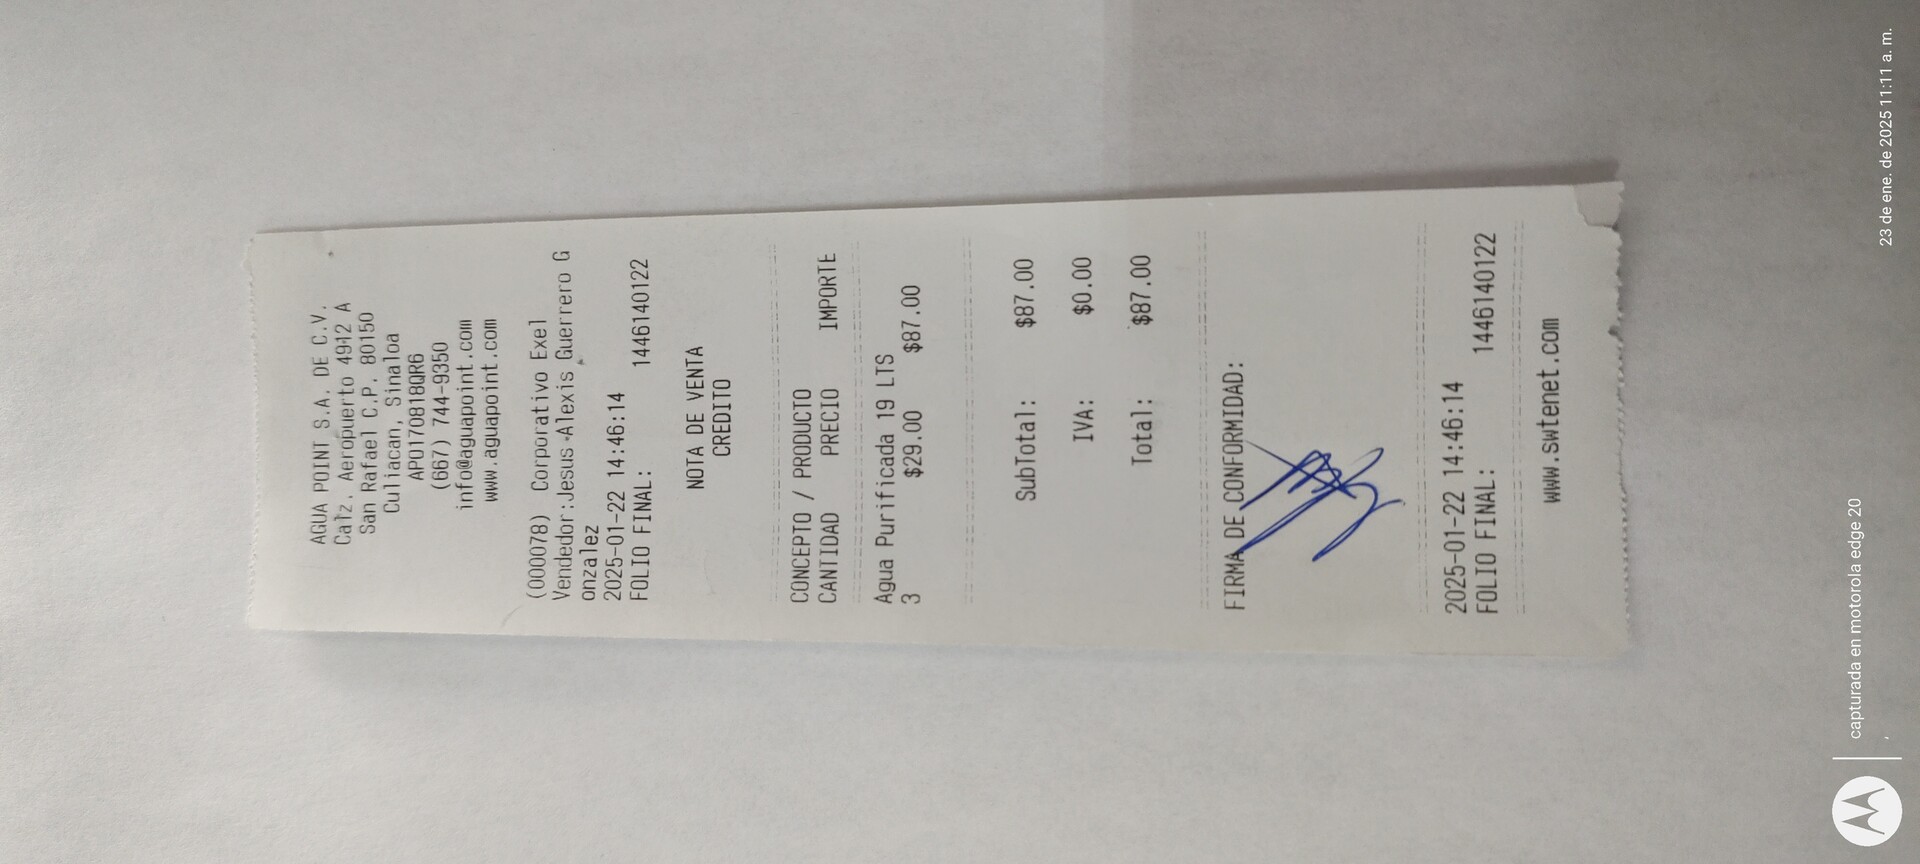 AGUA POINT S.A. DE C.V.
Calz. Aeropuerto 4912 A
San Rafael C.P. 80150
Culiacan, Sinaloa
APO170818QR6
(667) 744-9350
info@aguapoint.com
www.aguapoint.com
(000078) Corporativo Exel
Vendedor:Jesus Alexis Guerrero G
onzalez
2025-01-22 14:46:14
FOLIO FINAL: 1446140122
NOTA DE VENTA
CREDITO
CONCEPTO / PRODUCTO
CANTIDAD PRECIO IMPORTE
Agua Purificada 19 LTS
3 $29.00 $87.00
SubTotal: $87.00
IVA: $0.00
Total: $87.00
FIRMA DE CONFORMIDAD:
2025-01-22 14:46:14
FOLIO FINAL: 1446140122
www.swtenet.com
capturada en motorola edge 20
23 de ene.. de 2025 11:11 a. m.